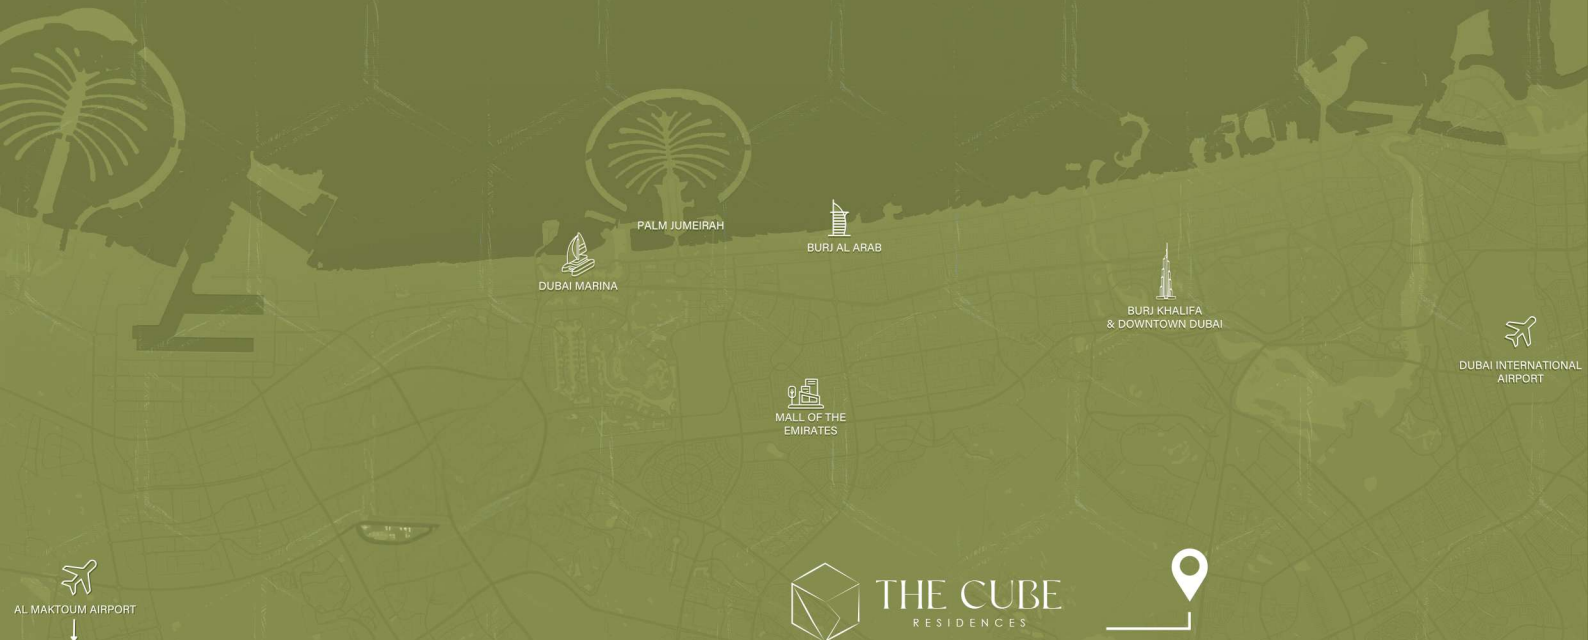 PALM JUMEIRAH
BURJ AL ARAB
DUBAI MARINA
BURJ KHALIFA
& DOWNTOWN DUBAI
DUBAI INTERNATIONAL
AIRPORT
MALL OF THE
EMIRATES
AL MAKTOUM AIRPORT
THE CUBE
RESIDENCES